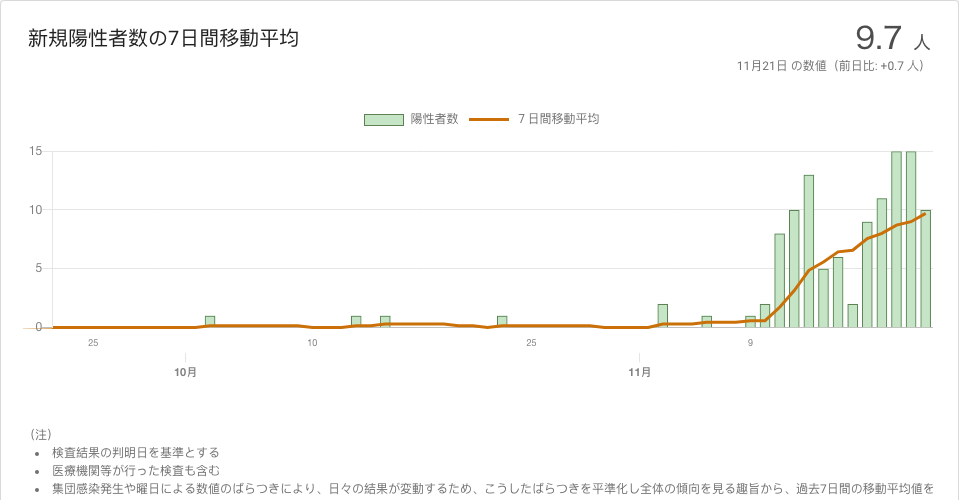 新規陽性者数の7日間移動平均
9.7 人
11月21日 の数値（前日比: +0.7 人）
陽性者数 7 日間移動平均
15
10
5
0
25 10 25 9
10月 11月
（注）
• 検査結果の判明日を基準とする
• 医療機関等が行った検査も含む
• 集団感染発生や曜日による数値のばらつきにより、日々の結果が変動するため、こうしたばらつきを平準化し全体の傾向を見る趣旨から、過去7日間の移動平均値を